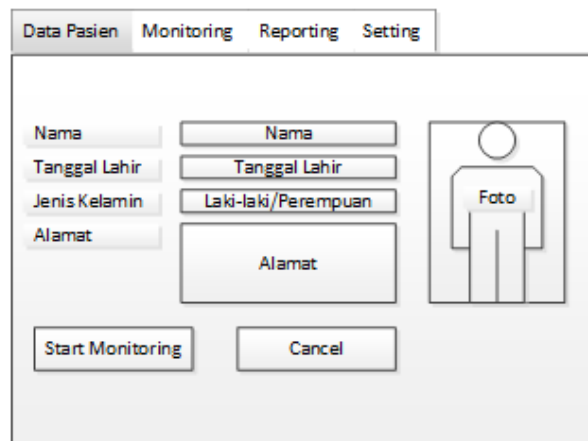 Data Pasien Monitoring Reporting Setting
Nama Nama
Tanggal Lahir Tanggal Lahir
Jenis Kelamin Laki-laki/Perempuan
Foto
Alamat
Alamat
Start Monitoring Cancel